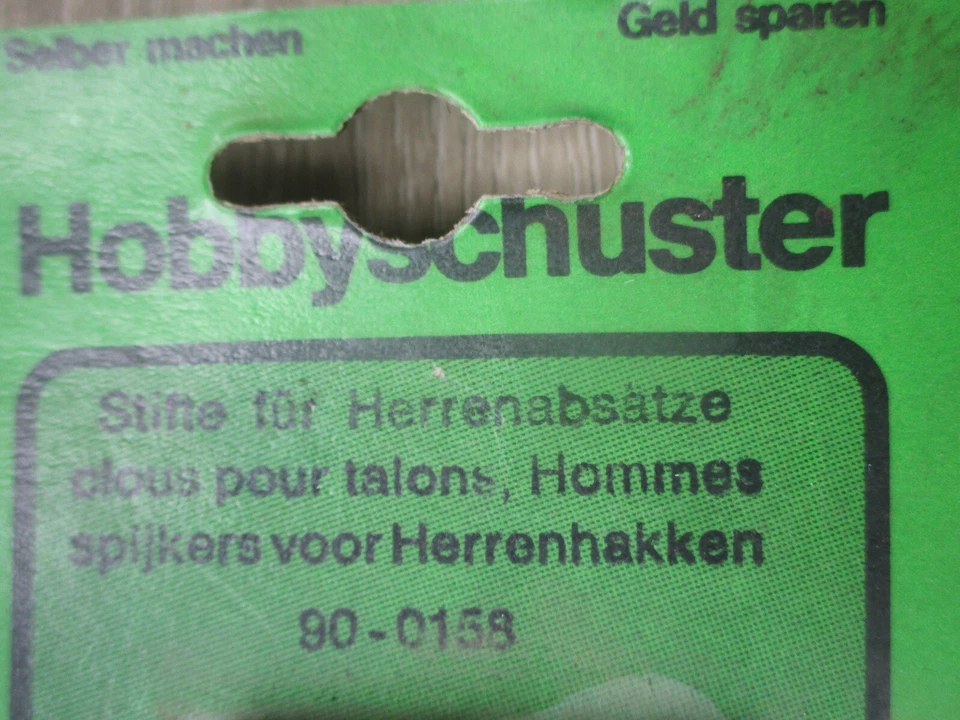 Selber machen
Geld sparen
Hobbyschuster
Stifte für Herrenabsätze
clous pour talons, Hommes
spijkers voor Herrenhakken
90-0158